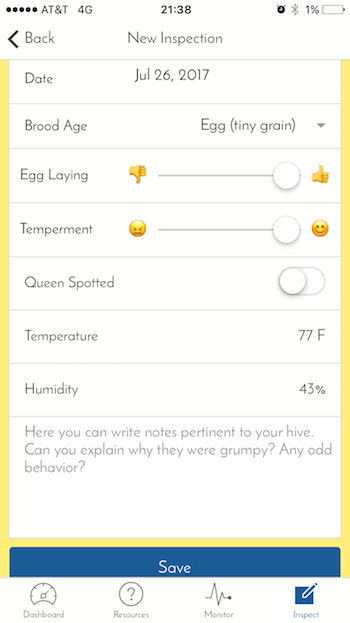 ●●●●● AT&T 4G 21:38 1%
Back New Inspection
Date Jul 26, 2017
Brood Age Egg (tiny grain)
Egg Laying
Temperment
Queen Spotted
Temperature 77 F
Humidity 43%
Here you can write notes pertinent to your hive.
Can you explain why they were grumpy? Any odd
behavior?
Save
Dashboard Resources Monitor Inspect